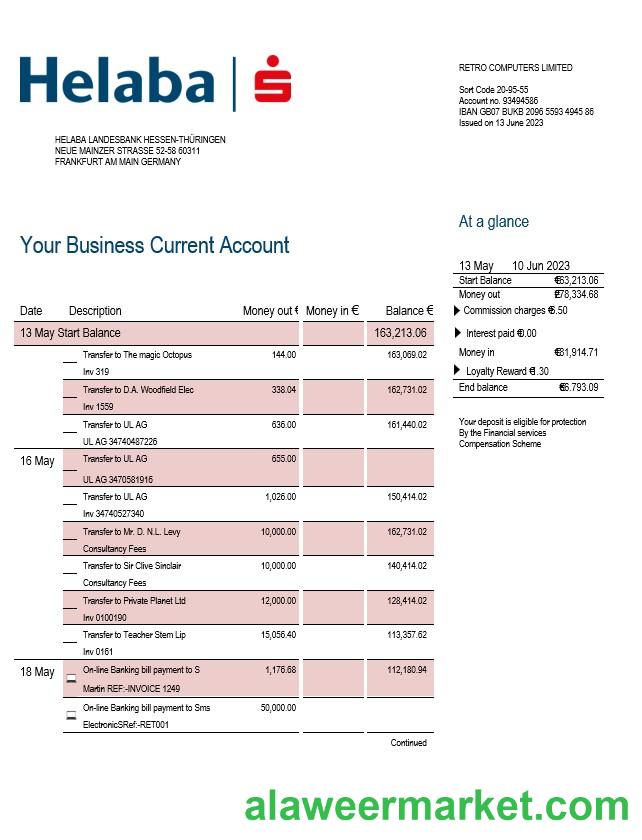 Helaba
RETRO COMPUTERS LIMITED
Sort Code 20-95-55
Account no. 93494586
IBAN GB07 BUKB 2096 5593 4945 86
Issued on 13 June 2023
HELABA LANDESBANK HESSEN-THÜRINGEN
NEUE MAINZER STRASSE 52-58 60311
FRANKFURT AM MAIN GERMANY
At a glance
Your Business Current Account
13 May 10 Jun 2023
Start Balance €163,213.06
Money out €78,334.68
Commission charges €6.50
Interest paid €0.00
Money in €31,914.71
Loyalty Reward €1.30
End balance €6.793.09
Your deposit is eligible for protection
By the Financial services
Compensation Scheme
Date Description Money out € Money in € Balance €
13 May Start Balance 163,213.06
Transfer to The magic Octopus 144.00 163,069.02
Inv 319
Transfer to D.A. Woodfield Elec 338.04 162,731.02
Inv 1559
Transfer to UL AG 636.00 161,440.02
UL AG 34740487226
16 May Transfer to UL AG 655.00
UL AG 3470581916
Transfer to UL AG 1,026.00 150,414.02
Inv 34740527340
Transfer to Mr. D. N.L. Levy 10,000.00 162,731.02
Consultancy Fees
Transfer to Sir Clive Sinclair 10,000.00 140,414.02
Consultancy Fees
Transfer to Private Planet Ltd 12,000.00 128,414.02
Inv 0100190
Transfer to Teacher Stem Lip 15,056.40 113,357.62
Inv 0161
18 May On-line Banking bill payment to S 1,176.68 112,180.94
Martin REF:-INVOICE 1249
On-line Banking bill payment to Sms 50,000.00
ElectronicSRef:-RET001
Continued
alaweermarket.com